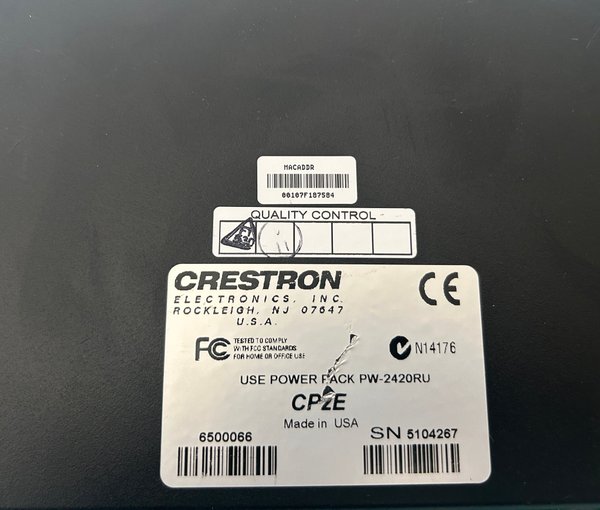 MACADDR
00107F187584
QUALITY CONTROL
CRESTRON
ELECTRONICS, INC.
ROCKLEIGH, NJ 07647
U.S.A.
CE
FC TESTED TO COMPLY
WITH FCC STANDARDS
FOR HOME OR OFFICE USE
N14176
USE POWER PACK PW-2420RU
CP2E
Made in USA
6500066
SN 5104267